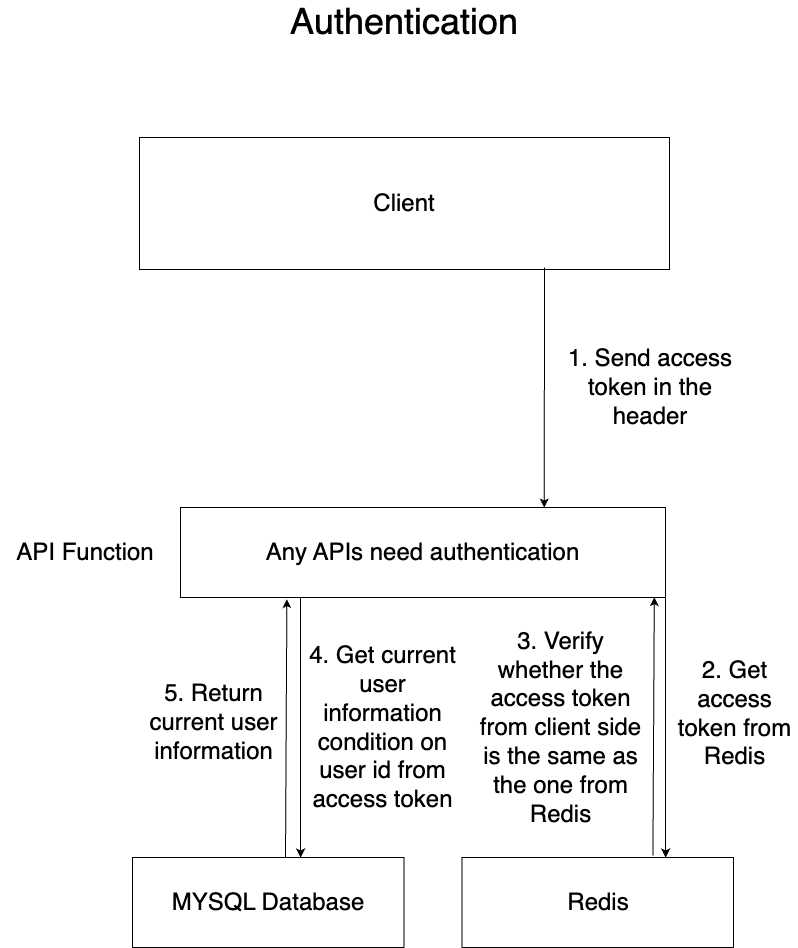 Authentication
Client
1. Send access
token in the
header
API Function
Any APIs need authentication
5. Return
current user
information
4. Get current
user
information
condition on
user id from
access token
3. Verify
whether the
access token
from client side
is the same as
the one from
Redis
2. Get
access
token from
Redis
MYSQL Database
Redis